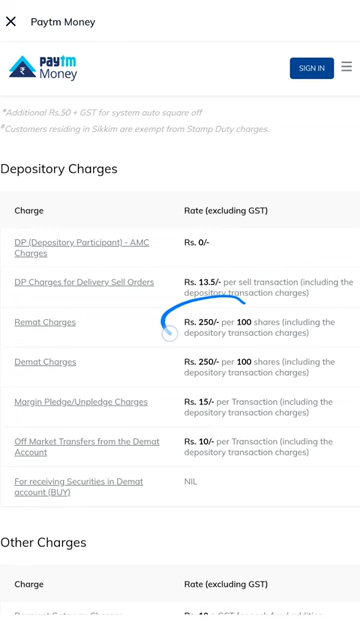 Paytm Money
paytm
Money
SIGN IN
*Additional Rs.50 + GST for system auto square off
#Customers residing in Sikkim are exempt from Stamp Duty charges.
Depository Charges
Charge Rate (excluding GST)
DP (Depository Participant) - AMC Rs. 0/-
Charges
DP Charges for Delivery Sell Orders Rs. 13.5/- per sell transaction (including the
depository transaction charges)
Remat Charges Rs. 250/- per 100 shares (including the
depository transaction charges)
Demat Charges Rs. 250/- per 100 shares (including the
depository transaction charges)
Margin Pledge/Unpledge Charges Rs. 15/- per Transaction (including the
depository transaction charges)
Off Market Transfers from the Demat Rs. 10/- per Transaction (including the
Account depository transaction charges)
For receiving Securities in Demat NIL
account (BUY)
Other Charges
Charge Rate (excluding GST)